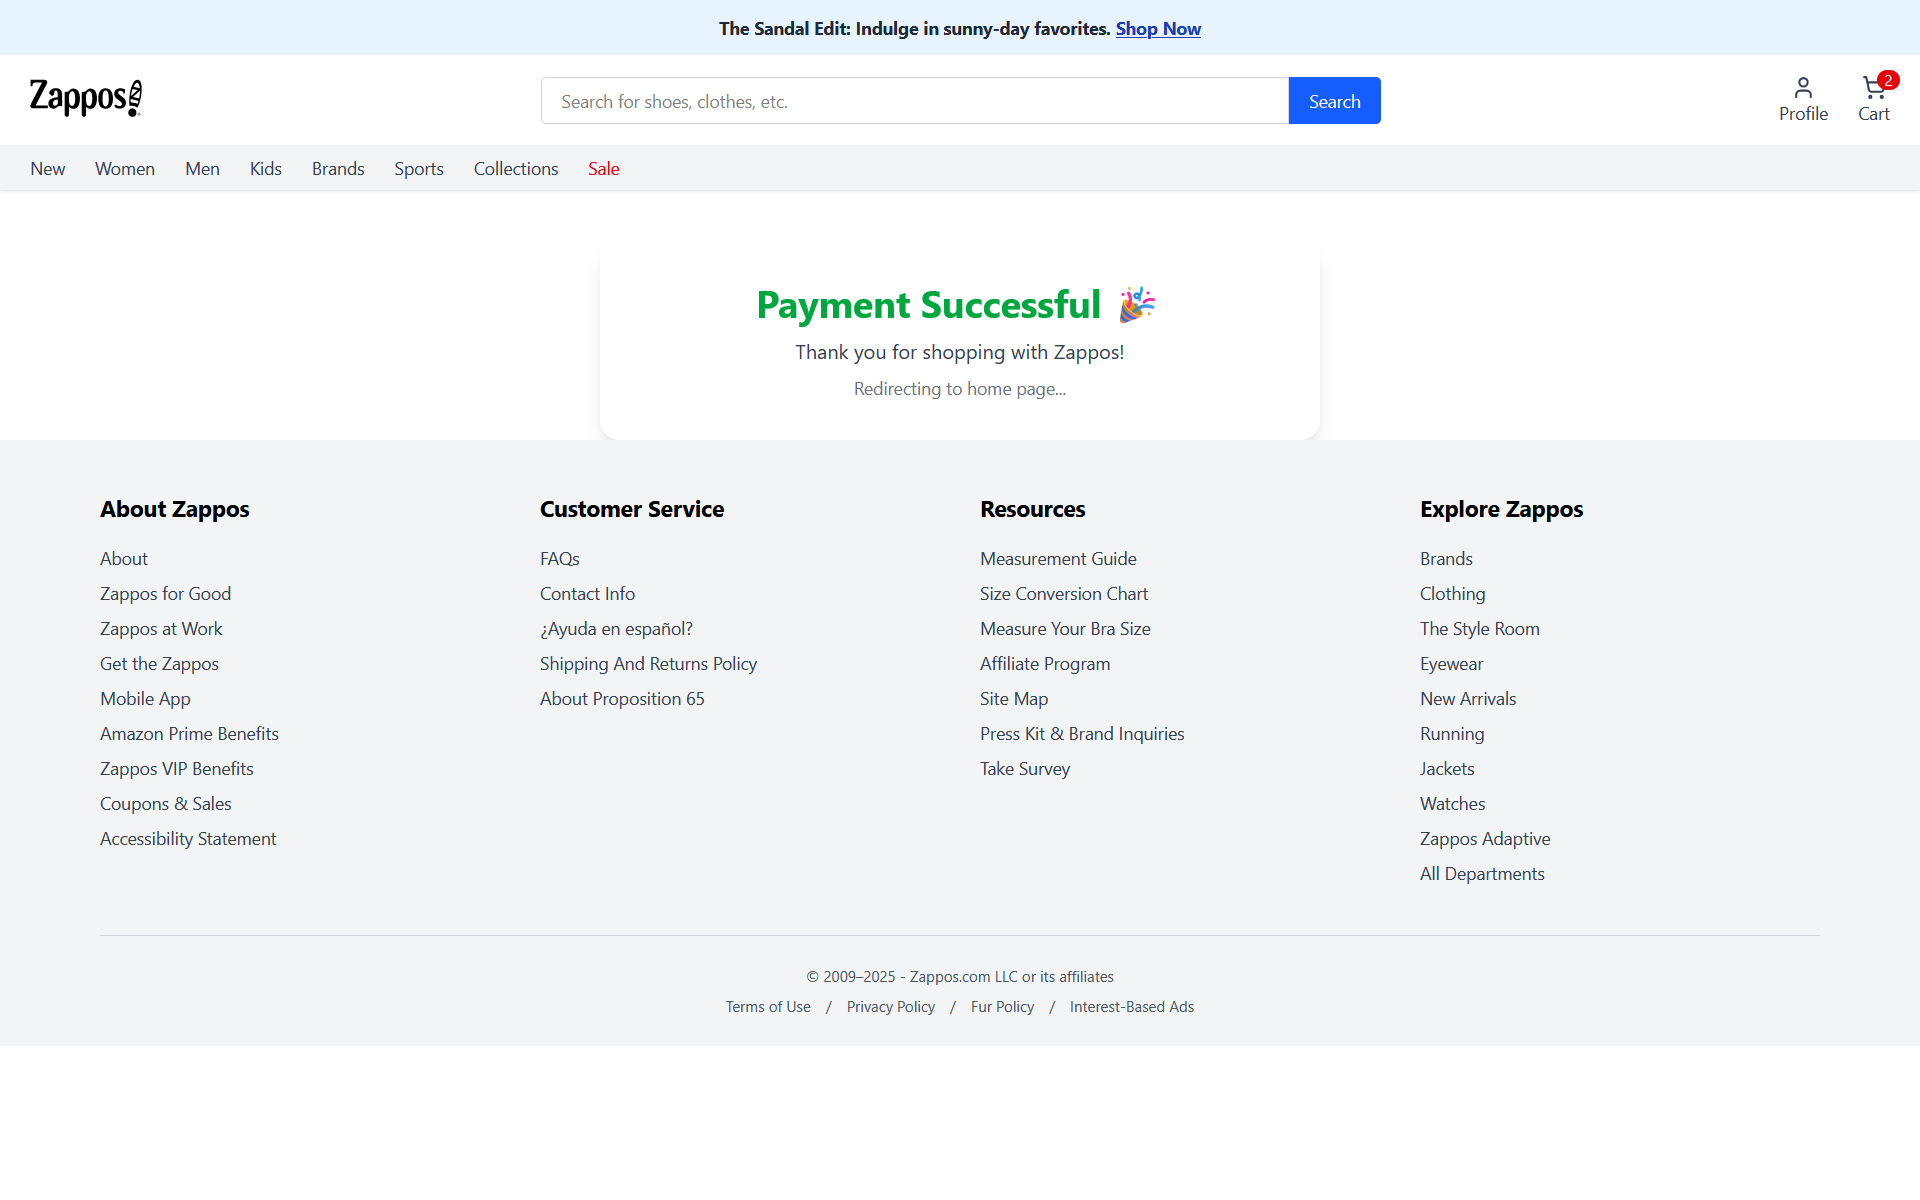 The Sandal Edit: Indulge in sunny-day favorites. Shop Now
Zappos!
Search for shoes, clothes, etc.
Search
Profile
2
Cart
New
Women
Men
Kids
Brands
Sports
Collections
Sale
Payment Successful 🎉
Thank you for shopping with Zappos!
Redirecting to home page...
About Zappos
About
Zappos for Good
Zappos at Work
Get the Zappos
Mobile App
Amazon Prime Benefits
Zappos VIP Benefits
Coupons & Sales
Accessibility Statement
Customer Service
FAQs
Contact Info
¿Ayuda en español?
Shipping And Returns Policy
About Proposition 65
Resources
Measurement Guide
Size Conversion Chart
Measure Your Bra Size
Affiliate Program
Site Map
Press Kit & Brand Inquiries
Take Survey
Explore Zappos
Brands
Clothing
The Style Room
Eyewear
New Arrivals
Running
Jackets
Watches
Zappos Adaptive
All Departments
© 2009–2025 - Zappos.com LLC or its affiliates
Terms of Use / Privacy Policy / Fur Policy / Interest-Based Ads